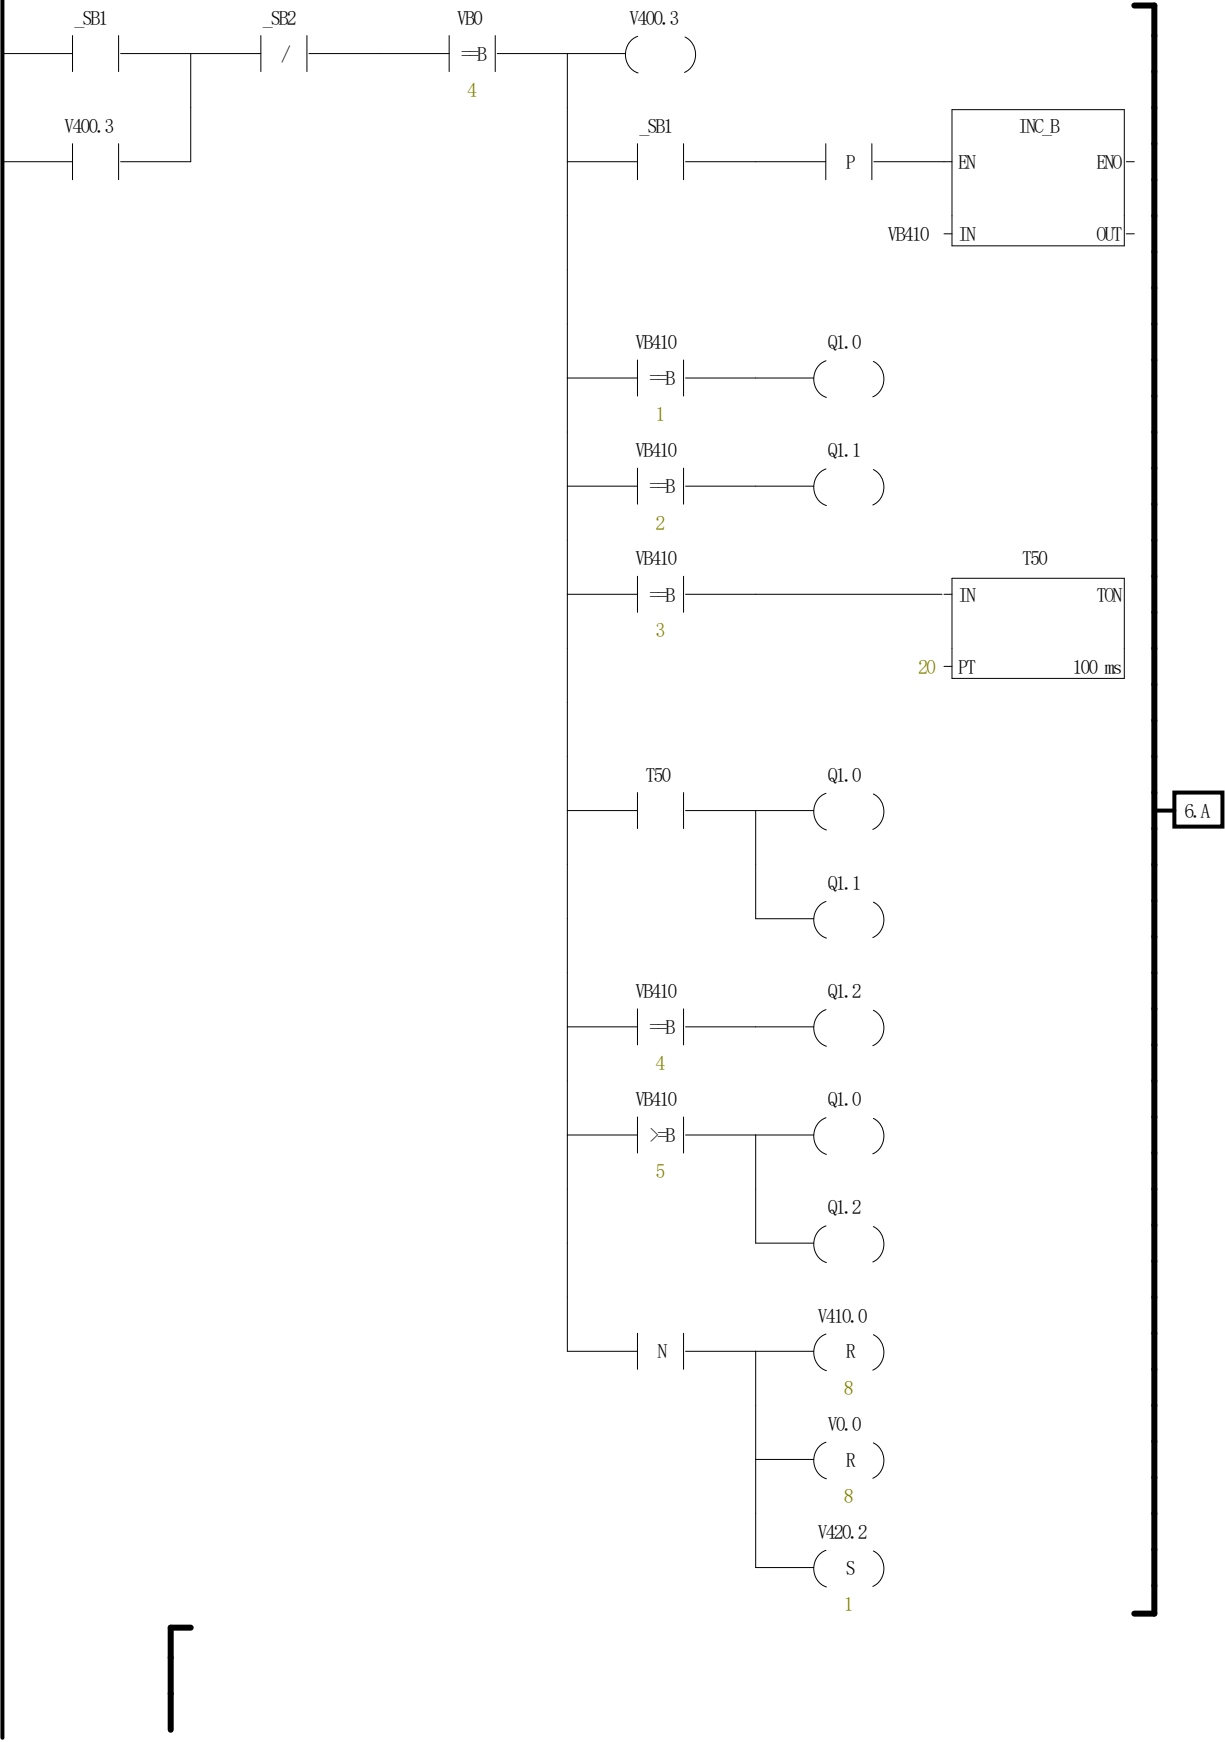 _SB1 _SB2 VB0 V400.3
/ ==B
4
V400.3 _SB1 INC_B
P EN ENO
VB410 IN OUT
VB410 Q1.0
==B
1
VB410 Q1.1
==B
2
VB410 T50
==B IN TON
3
20 PT 100 ms
T50 Q1.0
6.A
Q1.1
VB410 Q1.2
==B
4
VB410 Q1.0
>=B
5
Q1.2
V410.0
N R
8
V0.0
R
8
V420.2
S
1